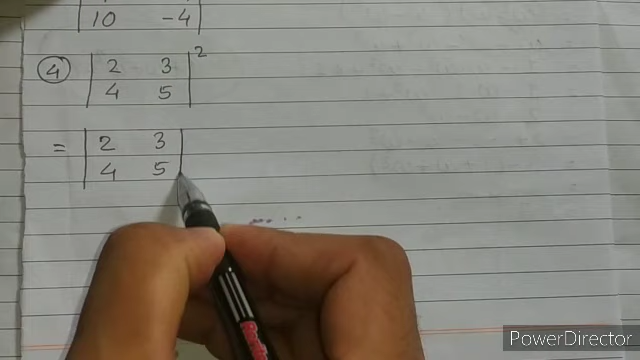 |10 -4|
④ |2 3|²
|4 5|
= |2 3|
|4 5|
PowerDirector